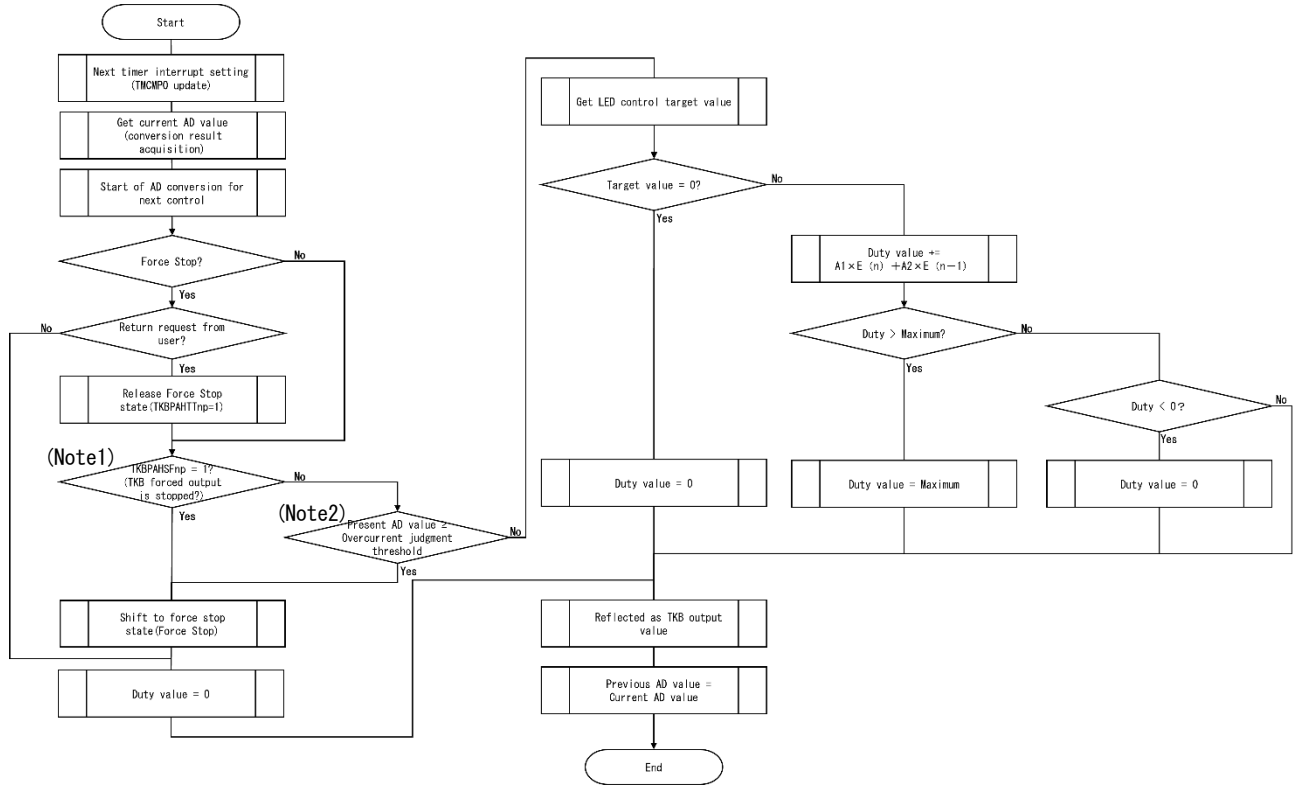 Start
Next timer interrupt setting
(TMCMP0 update)
Get current AD value
(conversion result
acquisition)
Start of AD conversion for
next control
Force Stop?
No
Yes
Return request from
user?
No
Yes
Release Force Stop
state(TKBPAHTTnp=1)
(Note1)
TKBPAHSFnp = 1?
(TKB forced output
is stopped?)
No
Yes
(Note2)
Present AD value ≥
Overcurrent judgment
threshold
No
Yes
Shift to force stop
state(Force Stop)
Duty value = 0
Get LED control target value
Target value = 0?
No
Yes
Duty value +=
A1×E (n) +A2×E (n-1)
Duty > Maximum?
No
Yes
Duty < 0?
No
Yes
Duty value = 0
Duty value = Maximum
Duty value = 0
Reflected as TKB output
value
Previous AD value =
Current AD value
End